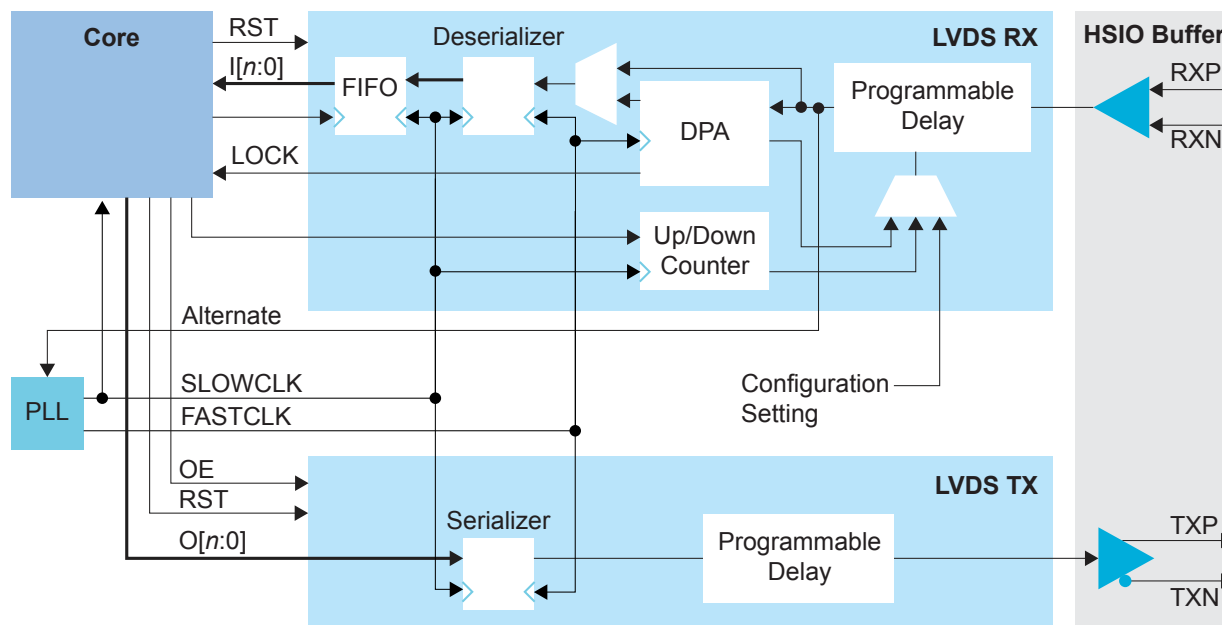 Core
RST
I[n:0]
LOCK
FIFO
Deserializer
LVDS RX
HSIO Buffer
RXP
RXN
Programmable
Delay
DPA
Up/Down
Counter
Alternate
PLL
SLOWCLK
FASTCLK
Configuration
Setting
OE
RST
O[n:0]
LVDS TX
Serializer
Programmable
Delay
TXP
TXN